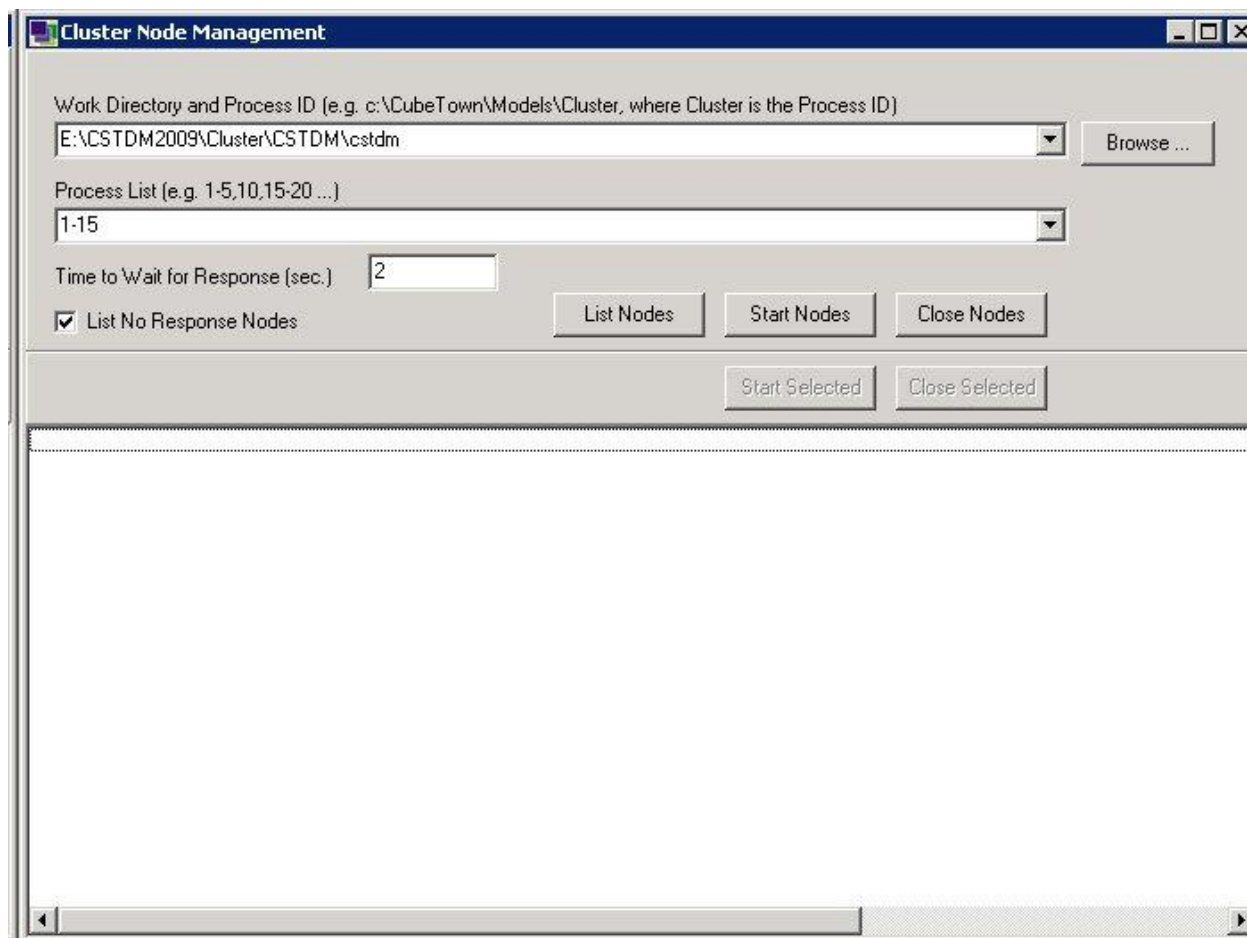 Cluster Node Management
Work Directory and Process ID (e.g. c:\CubeTown\Models\Cluster, where Cluster is the Process ID)
E:\CSTDM2009\Cluster\CSTDM\cstdm
Browse ...
Process List (e.g. 1-5,10,15-20 ...)
1-15
Time to Wait for Response (sec.) 2
List No Response Nodes List Nodes Start Nodes Close Nodes
Start Selected Close Selected